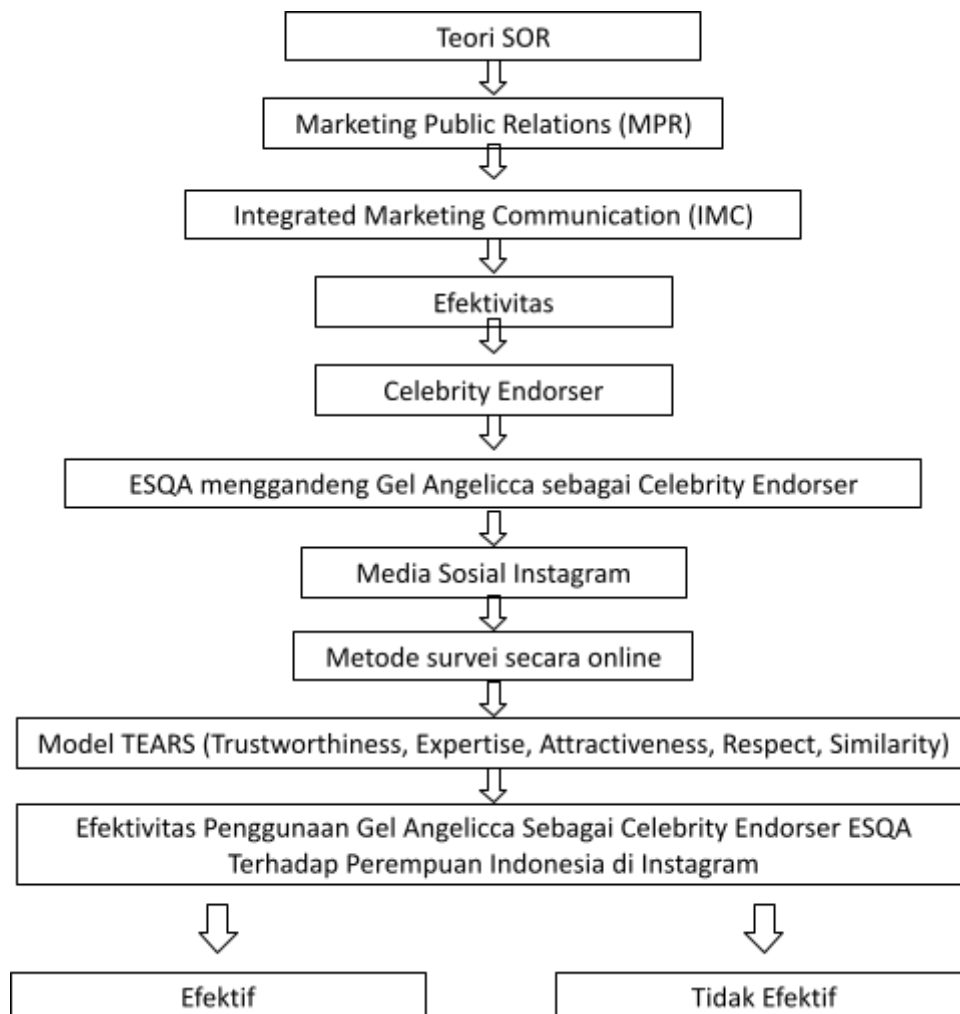 Teori SOR
Marketing Public Relations (MPR)
Integrated Marketing Communication (IMC)
Efektivitas
Celebrity Endorser
ESQA menggandeng Gel Angelicca sebagai Celebrity Endorser
Media Sosial Instagram
Metode survei secara online
Model TEARS (Trustworthiness, Expertise, Attractiveness, Respect, Similarity)
Efektivitas Penggunaan Gel Angelicca Sebagai Celebrity Endorser ESQA
Terhadap Perempuan Indonesia di Instagram
Efektif
Tidak Efektif